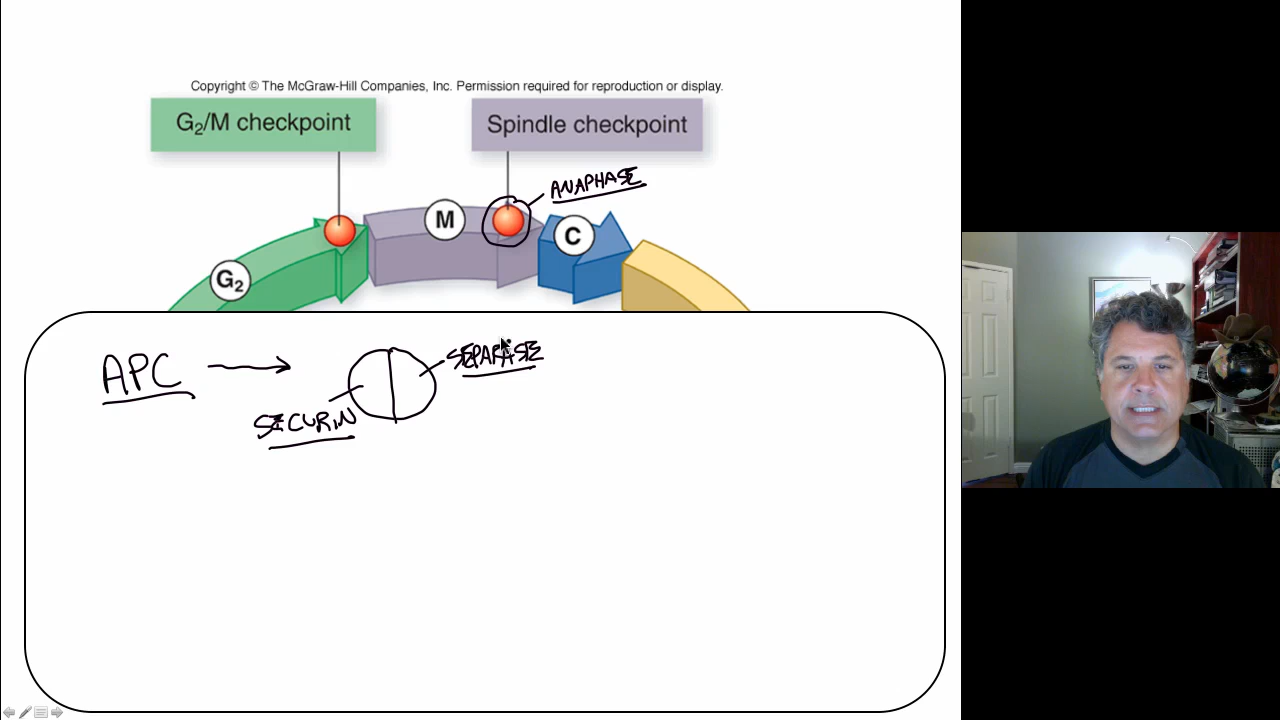 Copyright © The McGraw-Hill Companies, Inc. Permission required for reproduction or display.
G₂/M checkpoint
Spindle checkpoint
ANAPHASE
M
C
G₂
APC
SEPARASE
SECURIN